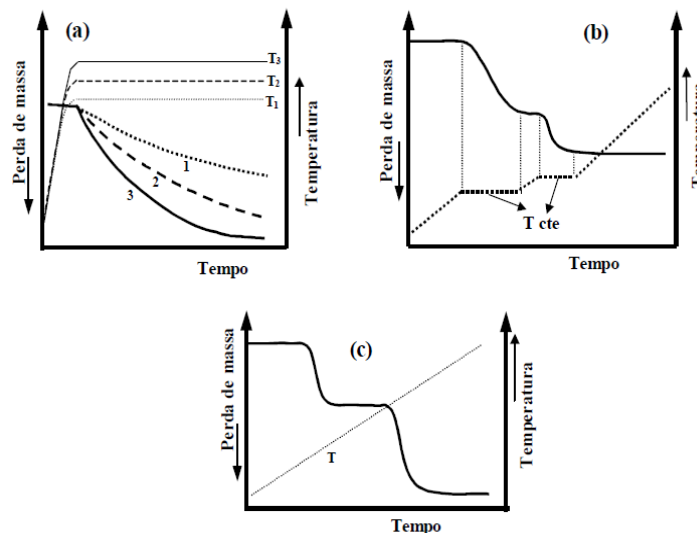 (a)
Perda de massa
T3
T2
T1
1
2
3
Temperatura
Tempo
(b)
Perda de massa
T cte
Temperatura
Tempo
(c)
Perda de massa
T
Temperatura
Tempo